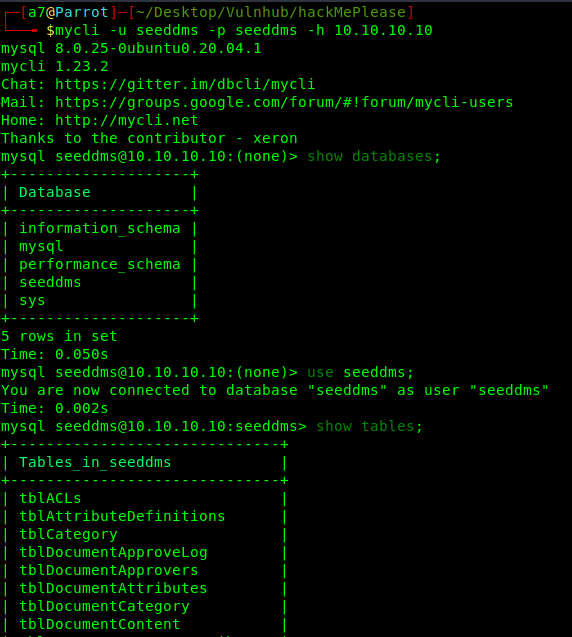 ┌─[a7@Parrot]─[~/Desktop/Vulnhub/hackMePlease]
└──╼ $mycli -u seeddms -p seeddms -h 10.10.10.10
mysql 8.0.25-0ubuntu0.20.04.1
mycli 1.23.2
Chat: https://gitter.im/dbcli/mycli
Mail: https://groups.google.com/forum/#!forum/mycli-users
Home: http://mycli.net
Thanks to the contributor - xeron
mysql seeddms@10.10.10.10:(none)> show databases;
+--------------------+
| Database           |
+--------------------+
| information_schema |
| mysql              |
| performance_schema |
| seeddms            |
| sys                |
+--------------------+
5 rows in set
Time: 0.050s
mysql seeddms@10.10.10.10:(none)> use seeddms;
You are now connected to database "seeddms" as user "seeddms"
Time: 0.002s
mysql seeddms@10.10.10.10:seeddms> show tables;
+------------------------------+
| Tables_in_seeddms            |
+------------------------------+
| tblACLs                      |
| tblAttributeDefinitions      |
| tblCategory                  |
| tblDocumentApproveLog        |
| tblDocumentApprovers         |
| tblDocumentAttributes        |
| tblDocumentCategory          |
| tblDocumentContent           |